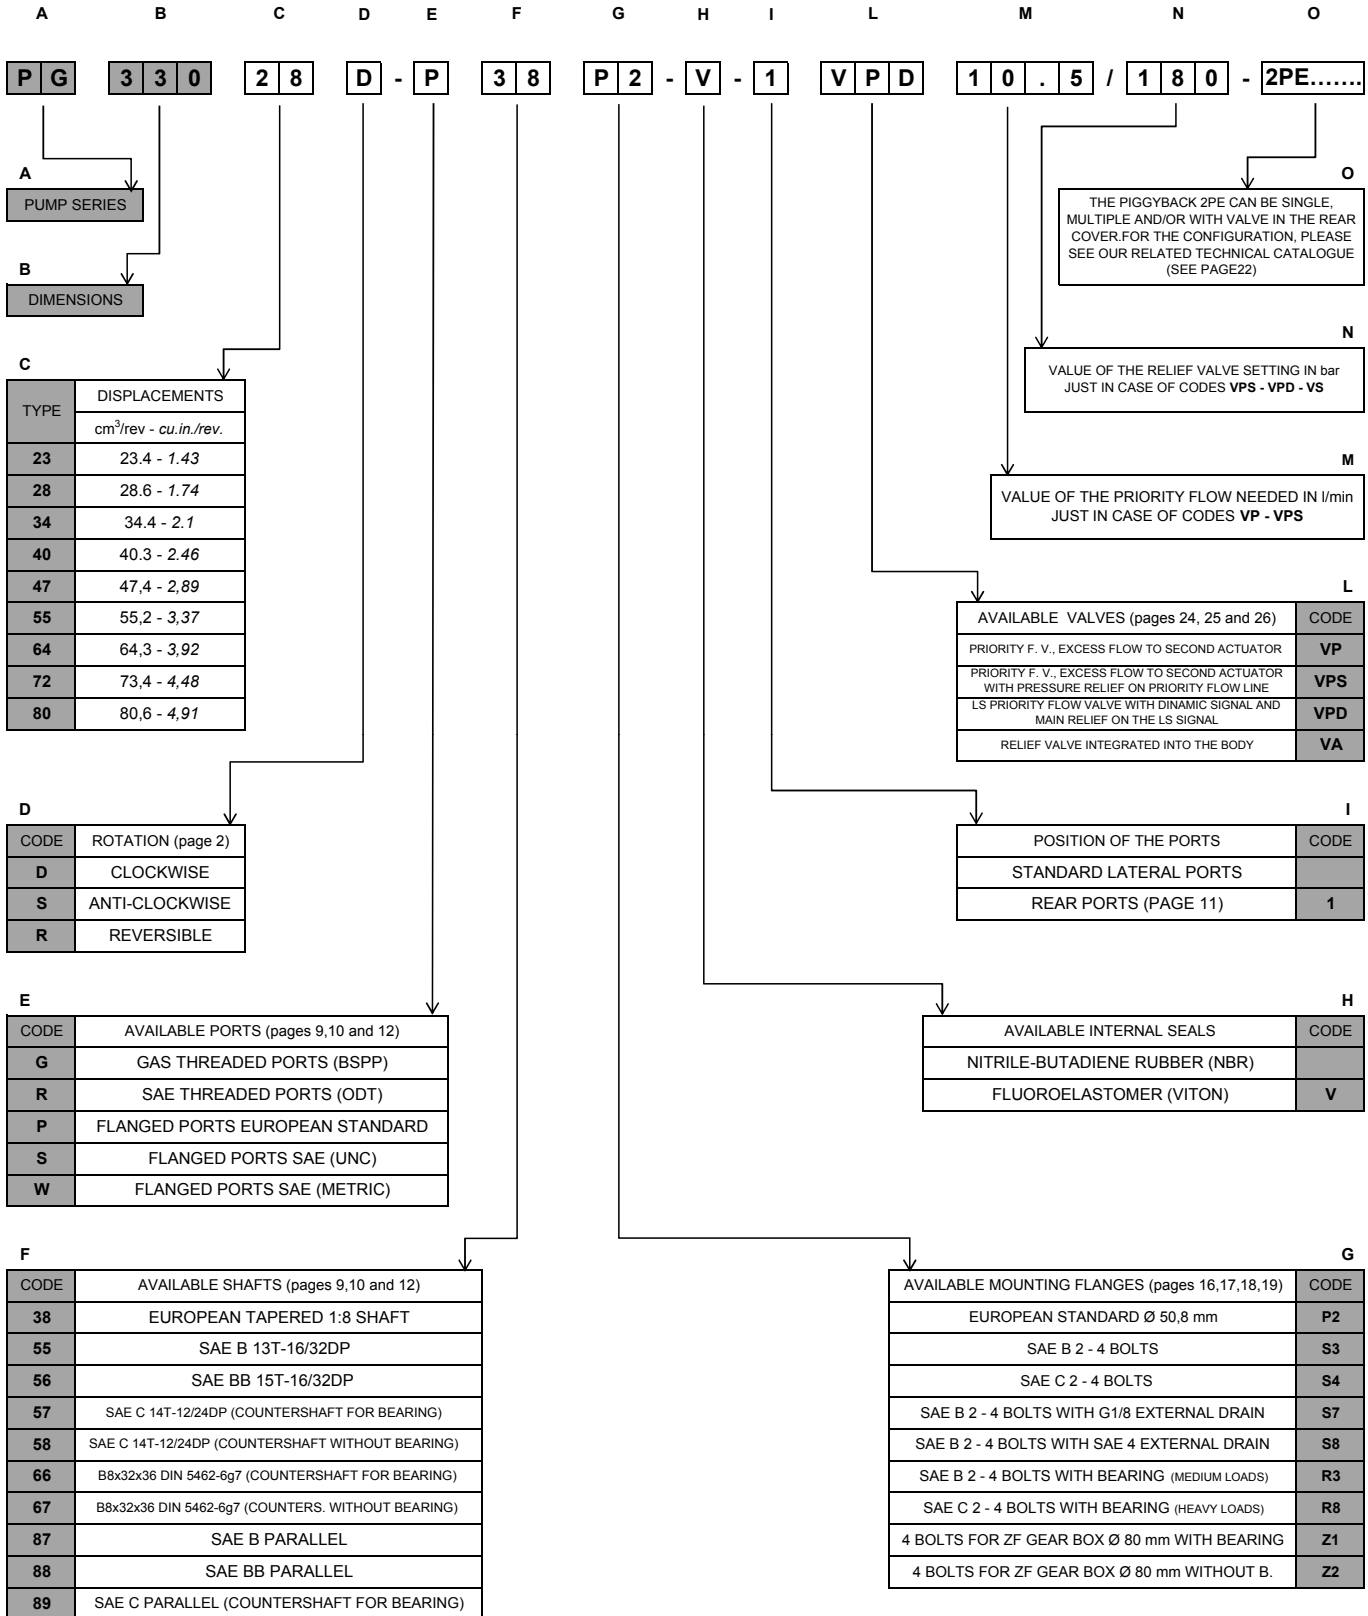 A B C D E F G H I L M N O
PG 330 28 D - P 38 P2 - V - 1 VPD 10.5 / 180 - 2PE.......
A
PUMP SERIES
B
DIMENSIONS
C
TYPE DISPLACEMENTS
cm³/rev - cu.in./rev.
23 23.4 - 1.43
28 28.6 - 1.74
34 34.4 - 2.1
40 40.3 - 2.46
47 47,4 - 2,89
55 55,2 - 3,37
64 64,3 - 3,92
72 73,4 - 4,48
80 80,6 - 4,91
D
CODE ROTATION (page 2)
D CLOCKWISE
S ANTI-CLOCKWISE
R REVERSIBLE
E
CODE AVAILABLE PORTS (pages 9,10 and 12)
G GAS THREADED PORTS (BSPP)
R SAE THREADED PORTS (ODT)
P FLANGED PORTS EUROPEAN STANDARD
S FLANGED PORTS SAE (UNC)
W FLANGED PORTS SAE (METRIC)
F
CODE AVAILABLE SHAFTS (pages 9,10 and 12)
38 EUROPEAN TAPERED 1:8 SHAFT
55 SAE B 13T-16/32DP
56 SAE BB 15T-16/32DP
57 SAE C 14T-12/24DP (COUNTERSHAFT FOR BEARING)
58 SAE C 14T-12/24DP (COUNTERSHAFT WITHOUT BEARING)
66 B8x32x36 DIN 5462-6g7 (COUNTERSHAFT FOR BEARING)
67 B8x32x36 DIN 5462-6g7 (COUNTERS. WITHOUT BEARING)
87 SAE B PARALLEL
88 SAE BB PARALLEL
89 SAE C PARALLEL (COUNTERSHAFT FOR BEARING)
O
THE PIGGYBACK 2PE CAN BE SINGLE,
MULTIPLE AND/OR WITH VALVE IN THE REAR
COVER.FOR THE CONFIGURATION, PLEASE
SEE OUR RELATED TECHNICAL CATALOGUE
(SEE PAGE22)
N
VALUE OF THE RELIEF VALVE SETTING IN bar
JUST IN CASE OF CODES VPS - VPD - VS
M
VALUE OF THE PRIORITY FLOW NEEDED IN l/min
JUST IN CASE OF CODES VP - VPS
L
AVAILABLE VALVES (pages 24, 25 and 26) CODE
PRIORITY F. V., EXCESS FLOW TO SECOND ACTUATOR VP
PRIORITY F. V., EXCESS FLOW TO SECOND ACTUATOR
WITH PRESSURE RELIEF ON PRIORITY FLOW LINE VPS
LS PRIORITY FLOW VALVE WITH DINAMIC SIGNAL AND
MAIN RELIEF ON THE LS SIGNAL VPD
RELIEF VALVE INTEGRATED INTO THE BODY VA
I
POSITION OF THE PORTS CODE
STANDARD LATERAL PORTS
REAR PORTS (PAGE 11) 1
H
AVAILABLE INTERNAL SEALS CODE
NITRILE-BUTADIENE RUBBER (NBR)
FLUOROELASTOMER (VITON) V
G
AVAILABLE MOUNTING FLANGES (pages 16,17,18,19) CODE
EUROPEAN STANDARD Ø 50,8 mm P2
SAE B 2 - 4 BOLTS S3
SAE C 2 - 4 BOLTS S4
SAE B 2 - 4 BOLTS WITH G1/8 EXTERNAL DRAIN S7
SAE B 2 - 4 BOLTS WITH SAE 4 EXTERNAL DRAIN S8
SAE B 2 - 4 BOLTS WITH BEARING (MEDIUM LOADS) R3
SAE C 2 - 4 BOLTS WITH BEARING (HEAVY LOADS) R8
4 BOLTS FOR ZF GEAR BOX Ø 80 mm WITH BEARING Z1
4 BOLTS FOR ZF GEAR BOX Ø 80 mm WITHOUT B. Z2